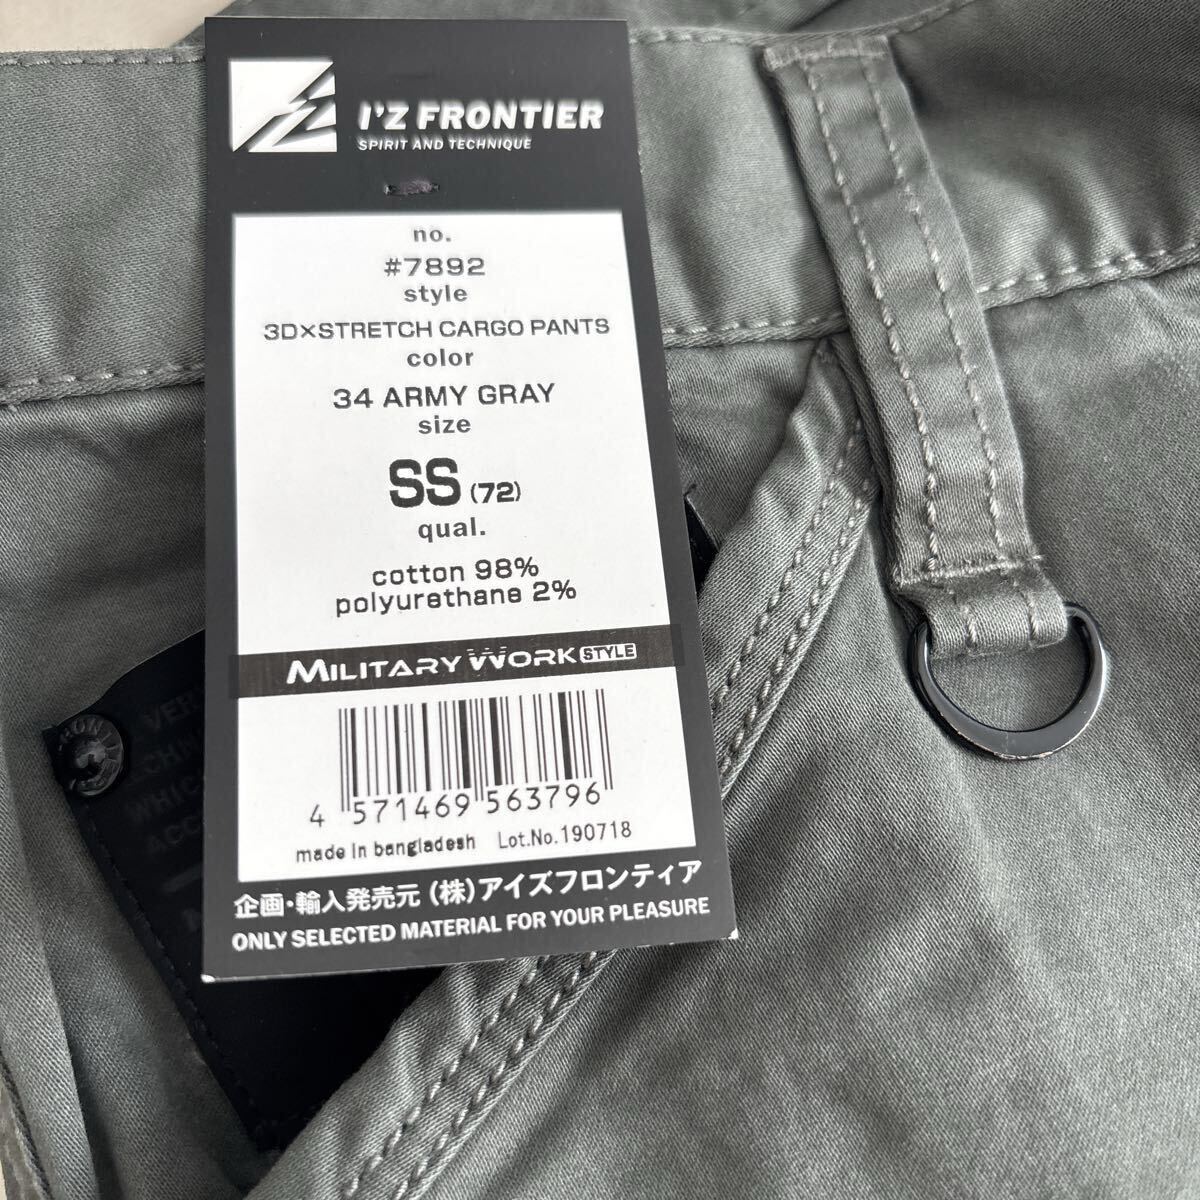 I'Z FRONTIER
SPIRIT AND TECHNIQUE
no.
#7892
style
3D×STRETCH CARGO PANTS
color
34 ARMY GRAY
size
SS (72)
qual.
cotton 98%
polyurethane 2%
MILITARY WORK STYLE
4 571469 563796
made in bangladesh Lot.No.190718
企画・輸入発売元 (株)アイズフロンティア
ONLY SELECTED MATERIAL FOR YOUR PLEASURE